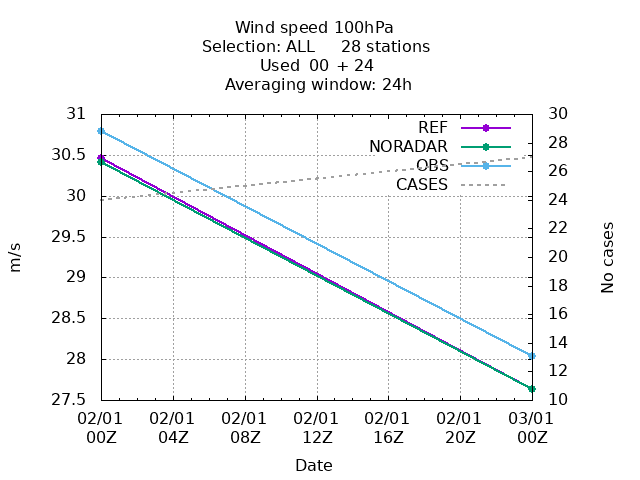 Wind speed 100hPa
Selection: ALL     28 stations
Used  00  + 24
Averaging window: 24h
31
30.5
30
29.5
29
28.5
28
27.5
m/s
30
28
26
24
22
20
18
16
14
12
10
No cases
REF
NORADAR
OBS
CASES
02/01 02/01 02/01 02/01 02/01 02/01 03/01
00Z 04Z 08Z 12Z 16Z 20Z 00Z
Date